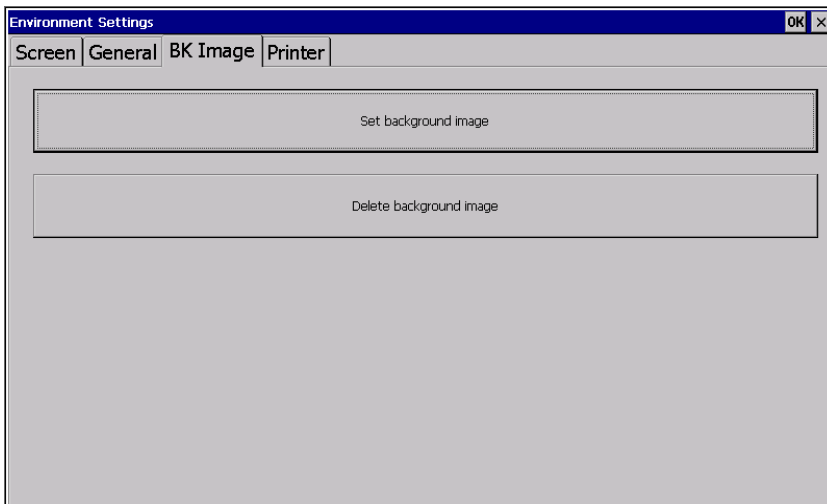 Environment Settings OK ×
Screen General BK Image Printer
Set background image
Delete background image